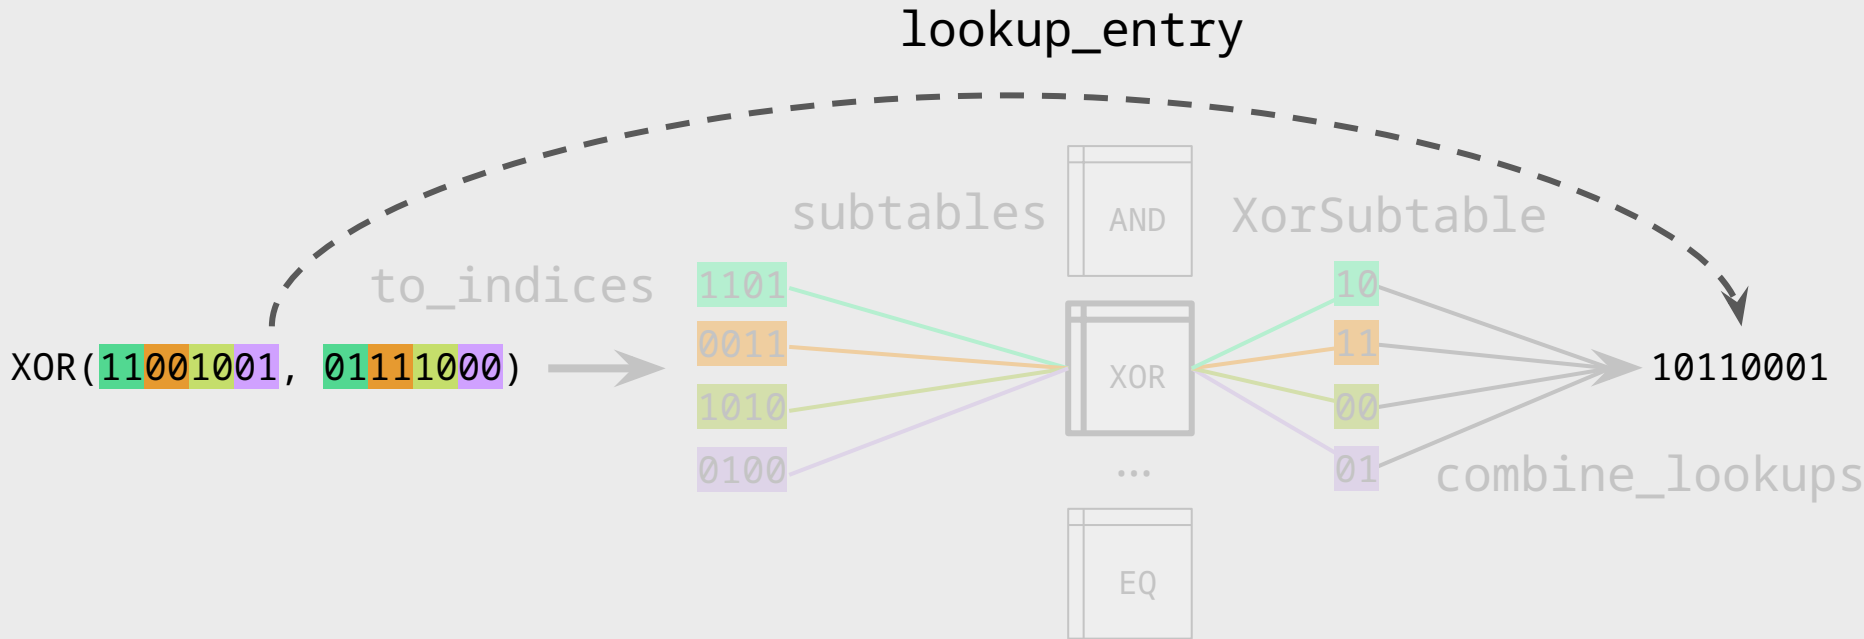 lookup_entry
subtables
AND
XorSubtable
to_indices
1101
10
0011
11
XOR(11001001, 01111000)
XOR
10110001
1010
00
0100
...
01
combine_lookups
EQ